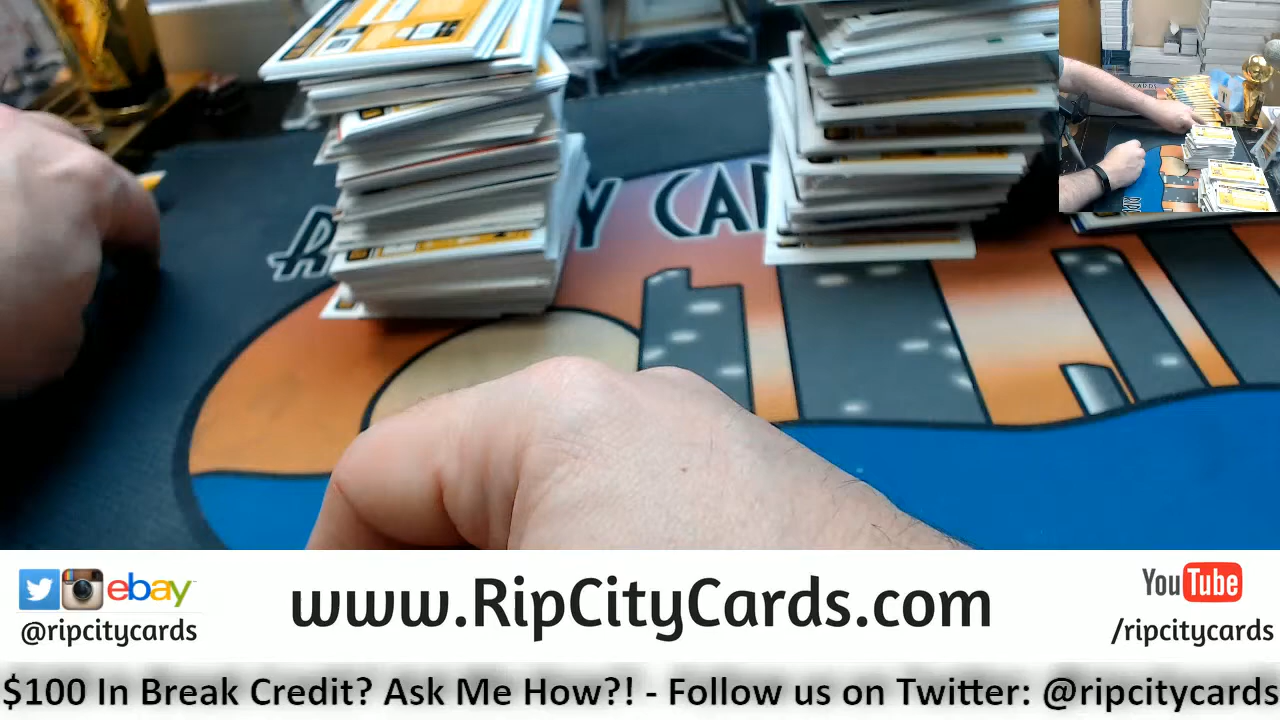 Y CAR
ebay
@ripcitycards
www.RipCityCards.com
YouTube
/ripcitycards
$100 In Break Credit? Ask Me How?! - Follow us on Twitter: @ripcitycards